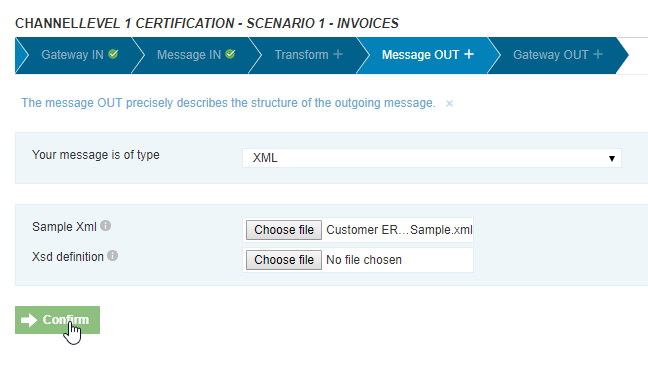 CHANNELLEVEL 1 CERTIFICATION - SCENARIO 1 - INVOICES
Gateway IN Message IN Transform + Message OUT + Gateway OUT +
The message OUT precisely describes the structure of the outgoing message. ×
Your message is of type XML
Sample Xml Choose file Customer ER...Sample.xml
Xsd definition Choose file No file chosen
Confirm